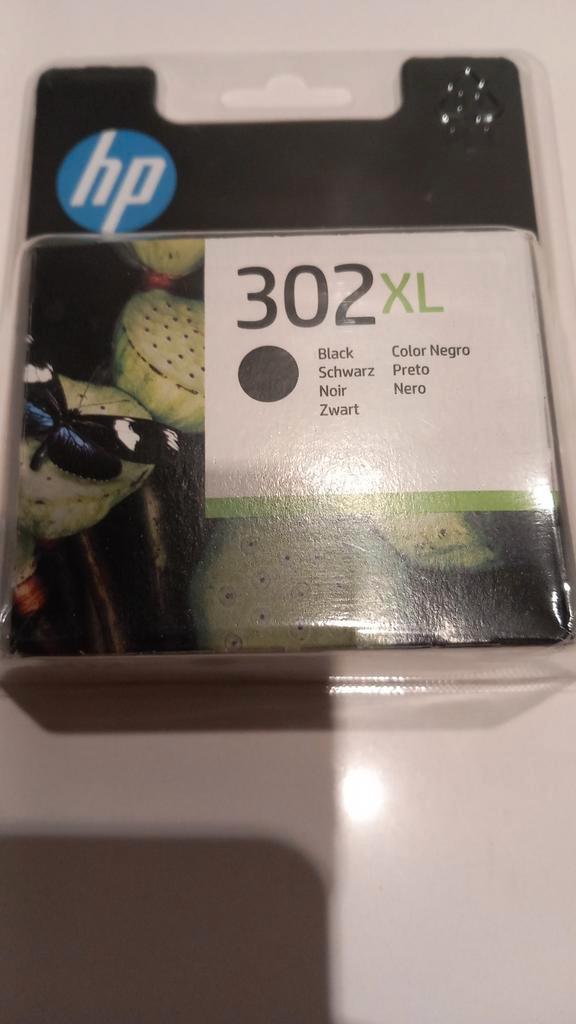 hp
302XL
Black
Schwarz
Noir
Zwart
Color Negro
Preto
Nero